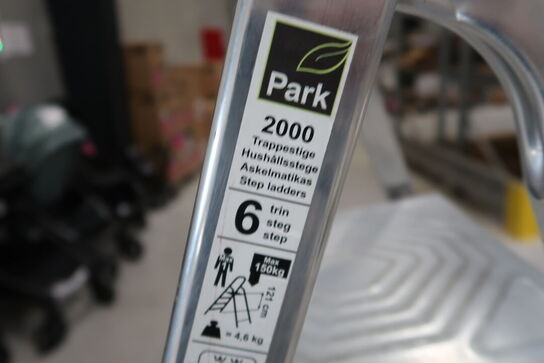 Park
2000
Trappestige
Hushållsstege
Askelmatikas
Step ladders
6 trin
steg
step
Max
150kg
121 cm
= 4,6 kg